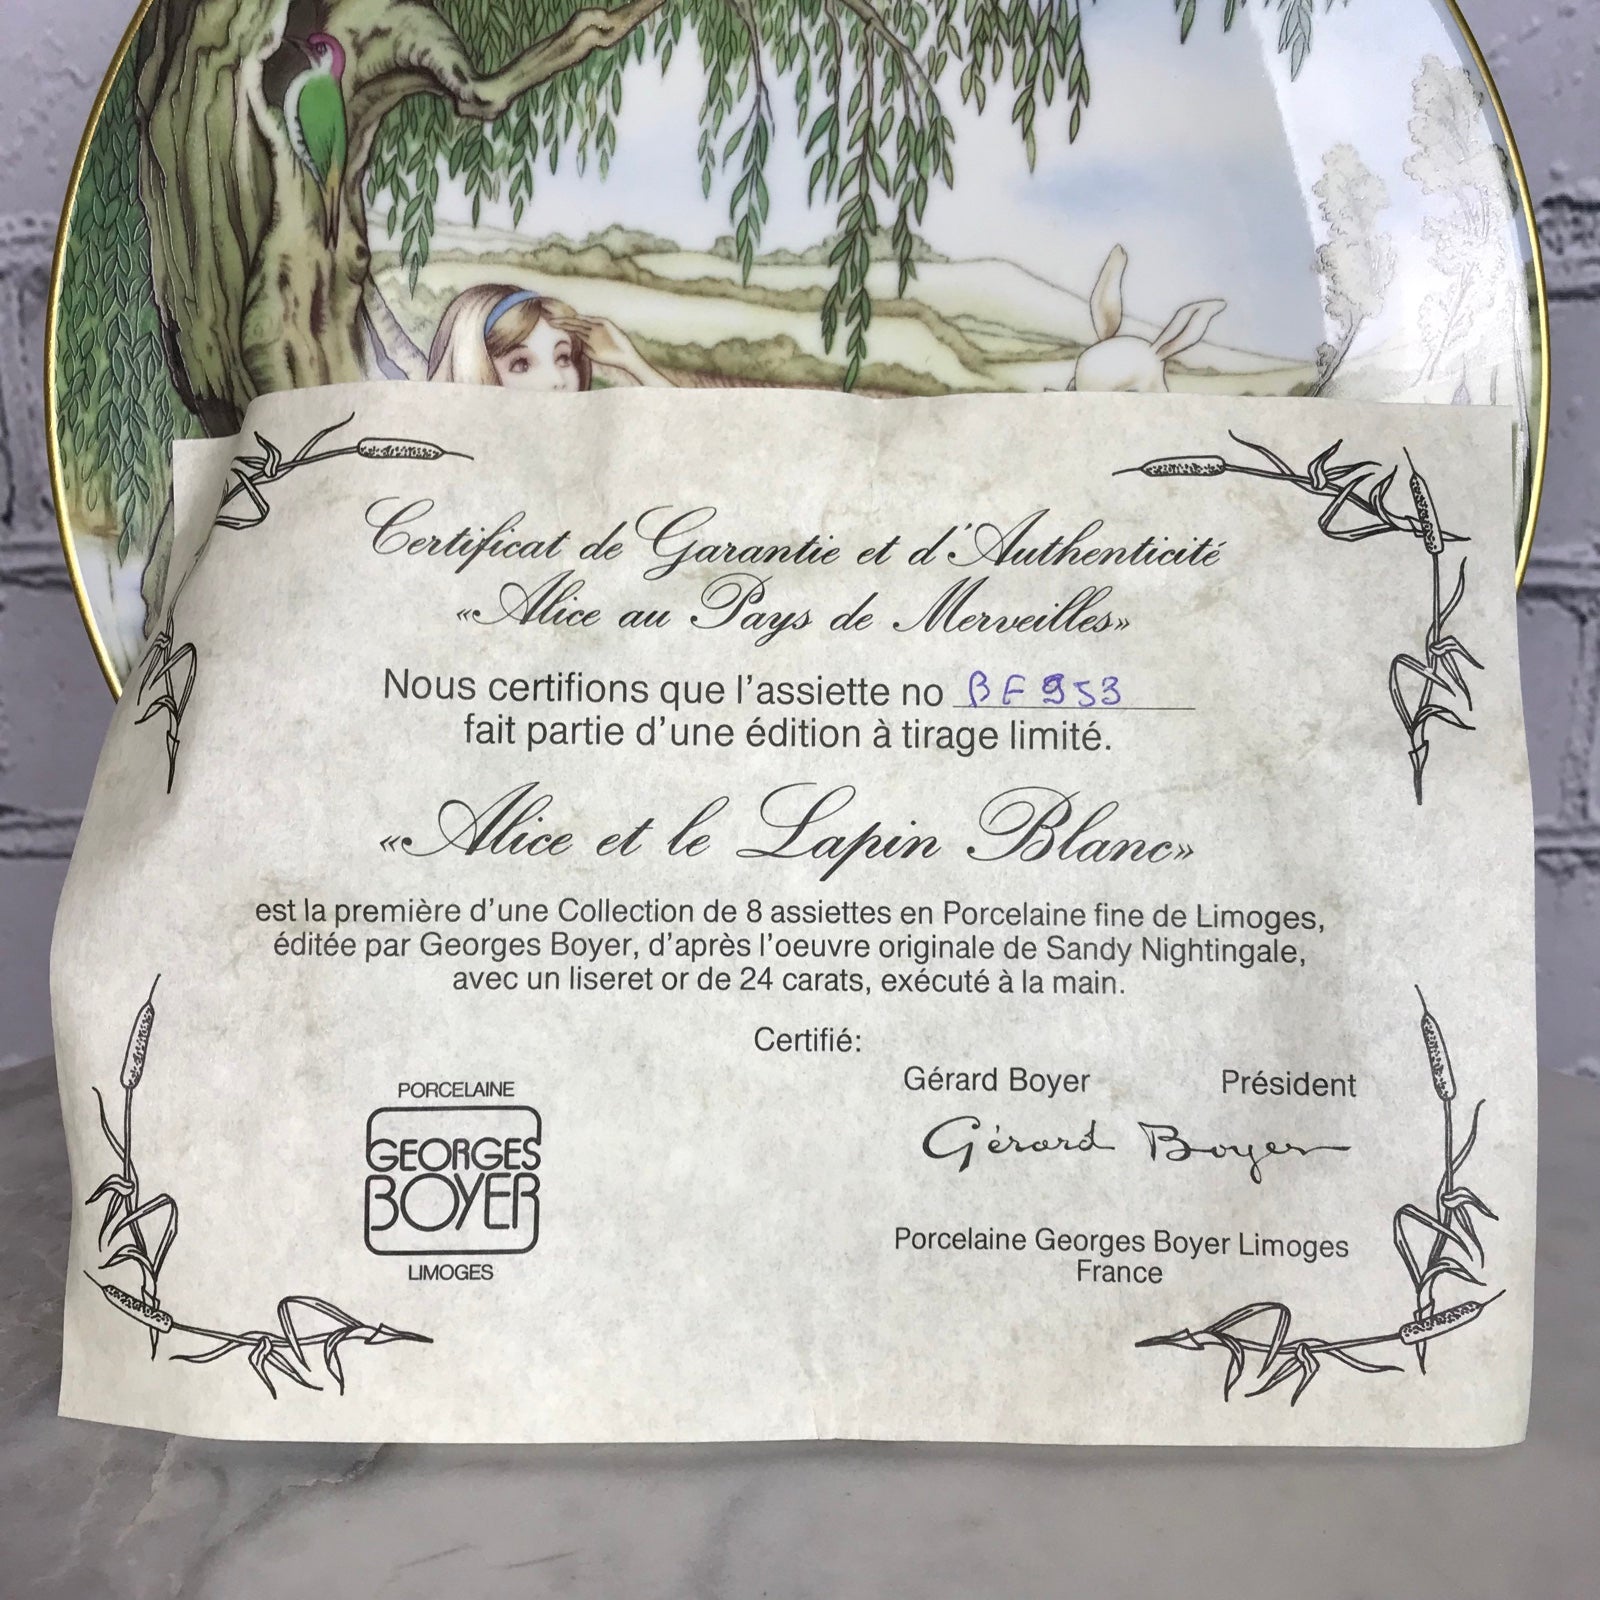 Certificat de Garantie et d'Authenticité
«Alice au Pays de Merveilles»
Nous certifions que l'assiette no BF953
fait partie d'une édition à tirage limité.
«Alice et le Lapin Blanc»
est la première d'une Collection de 8 assiettes en Porcelaine fine de Limoges,
éditée par Georges Boyer, d'après l'oeuvre originale de Sandy Nightingale,
avec un liseret or de 24 carats, exécuté à la main.
Certifié:
Gérard Boyer Président
Gérard Boyer
Porcelaine Georges Boyer Limoges
France
PORCELAINE
GEORGES
BOYER
LIMOGES